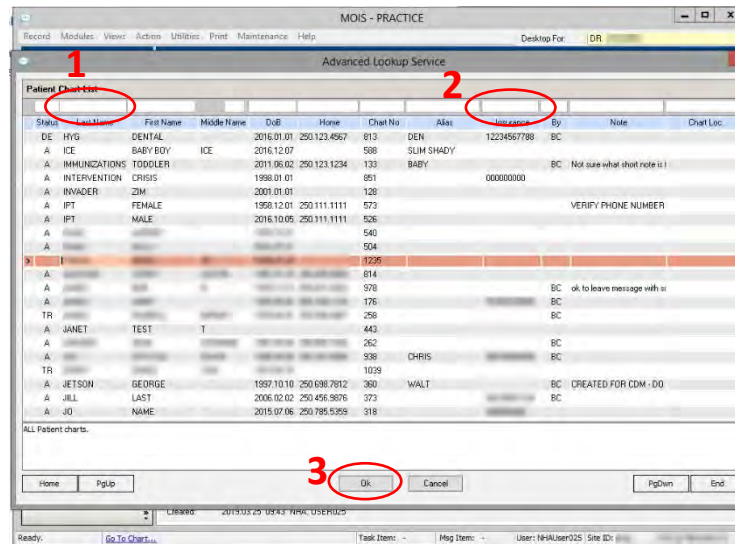 MOIS - PRACTICE
Record Modules Views Action Utilities Print Maintenance Help Desktop For: DR
Advanced Lookup Service
1
2
Patient Chart List
Status Last Name First Name Middle Name DoB Home Chart No Alias Insurance By Note Chart Loc
DE HYG DENTAL 2016.01.01 250.123.4567 813 DEN 12234567788 BC
A ICE BABY BOY ICE 2016.12.07 588 SLIM SHADY
A IMMUNIZATIONS TODDLER 2011.06.02 250.123.1234 133 BABY BC Not sure what short note is
A INTERVENTION CRISIS 1998.01.01 851 000000000
A INVADER ZIM 2001.01.01 128
A IPT FEMALE 1958.12.01 250.111.1111 573 VERIFY PHONE NUMBER
A IPT MALE 2016.10.05 250.111.1111 526
A 540
A 504
> 1235
A 814
A 978 BC ok to leave message with
A 176 BC
TR 258 BC
A JANET TEST T 443
A 262 BC
A 938 CHRIS BC
TR 1039
A JETSON GEORGE 1997.10.10 250.698.7812 360 WALT BC CREATED FOR CDM - DO
A JILL LAST 2006.02.02 250.456.9876 373 BC
A JO NAME 2015.07.06 250.785.5359 318
ALL Patient charts.
3
Home PgUp Ok Cancel PgDwn End
Created: 2019.03.25 09:43 NHA, USER025
Ready. Go To Chart... Task Item: - Msg Item: - User: NHAUser025 Site ID: